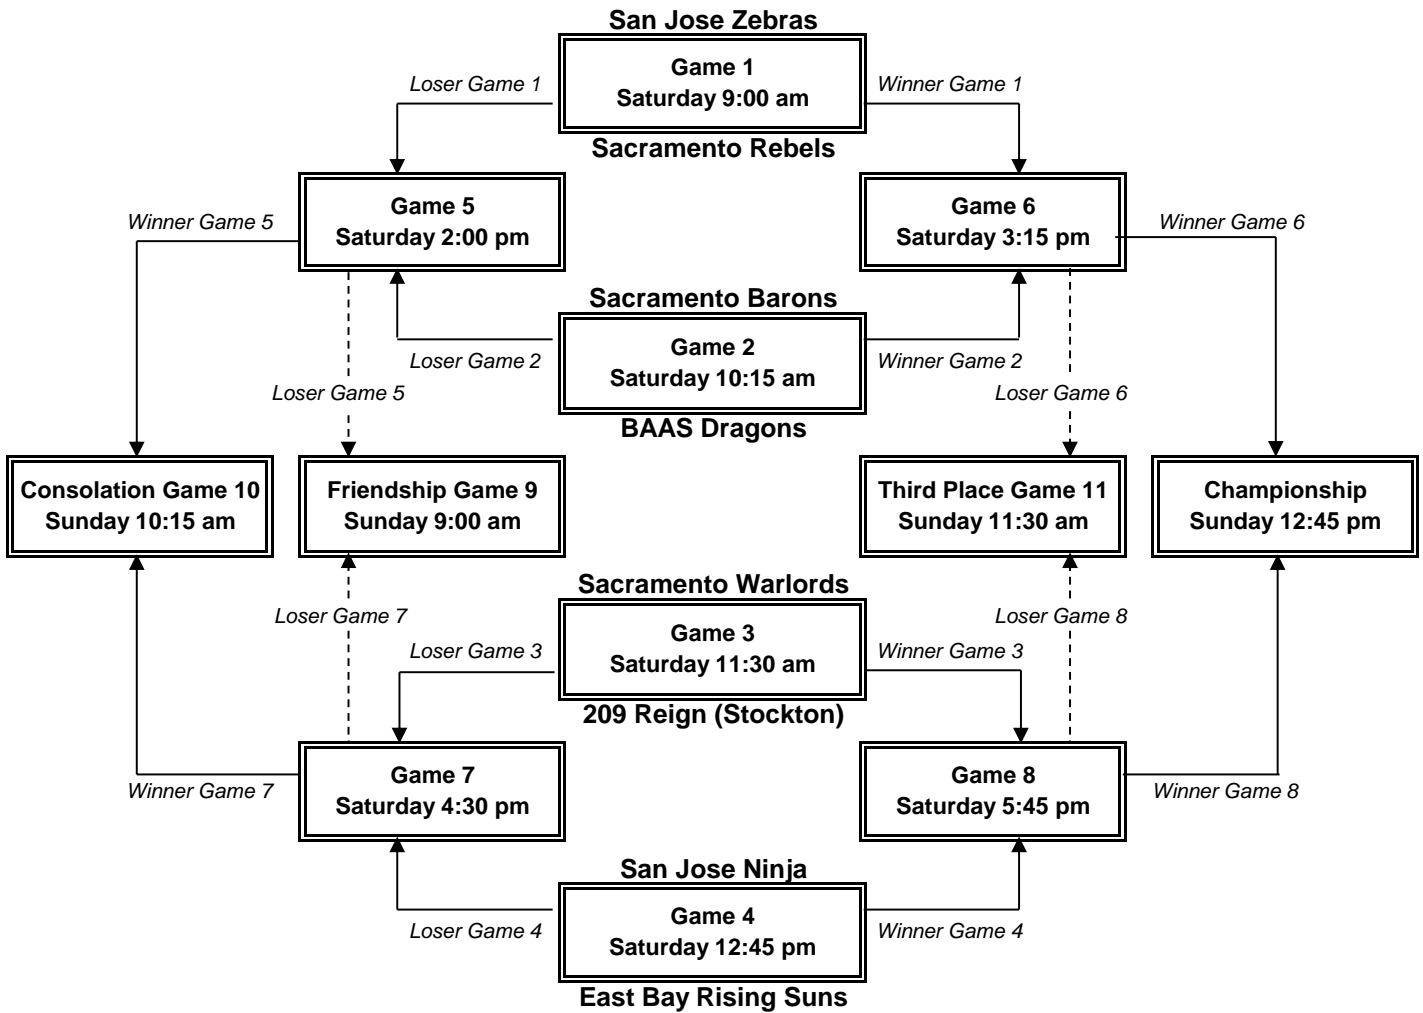 San Jose Zebras
Game 1
Saturday 9:00 am
Loser Game 1
Winner Game 1
Sacramento Rebels
Game 5
Saturday 2:00 pm
Game 6
Saturday 3:15 pm
Winner Game 5
Winner Game 6
Sacramento Barons
Game 2
Saturday 10:15 am
Loser Game 2
Winner Game 2
Loser Game 5
Loser Game 6
BAAS Dragons
Consolation Game 10
Sunday 10:15 am
Friendship Game 9
Sunday 9:00 am
Third Place Game 11
Sunday 11:30 am
Championship
Sunday 12:45 pm
Sacramento Warlords
Loser Game 7
Loser Game 8
Game 3
Saturday 11:30 am
Loser Game 3
Winner Game 3
209 Reign (Stockton)
Game 7
Saturday 4:30 pm
Game 8
Saturday 5:45 pm
Winner Game 7
Winner Game 8
San Jose Ninja
Game 4
Saturday 12:45 pm
Loser Game 4
Winner Game 4
East Bay Rising Suns